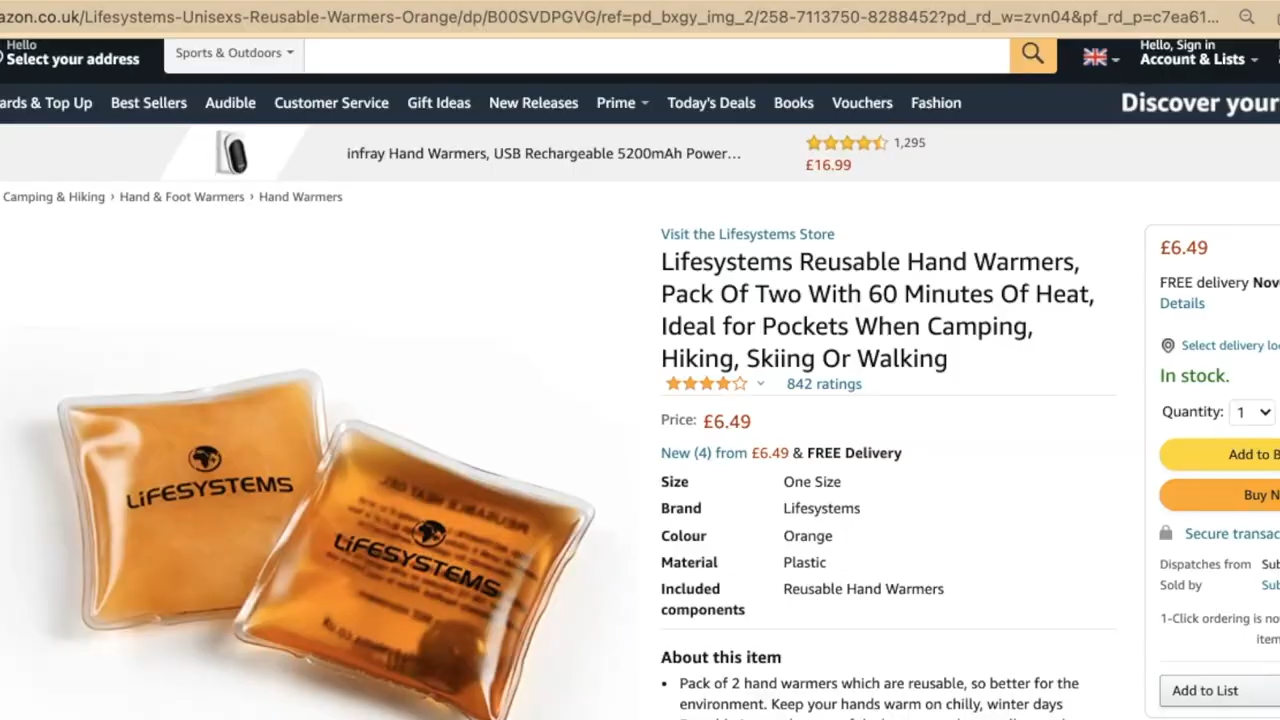 azon.co.uk/Lifesystems-Unisexs-Reusable-Warmers-Orange/dp/B00SVDPGVG/ref=pd_bxgy_img_2/258-7113750-8288452?pd_rd_w=zvn04&pf_rd_p=c7ea61...
Hello
Select your address
Sports & Outdoors
Hello, Sign in
Account & Lists
ards & Top Up Best Sellers Audible Customer Service Gift Ideas New Releases Prime Today's Deals Books Vouchers Fashion Discover your
infray Hand Warmers, USB Rechargeable 5200mAh Power...
1,295
£16.99
Camping & Hiking › Hand & Foot Warmers › Hand Warmers
Visit the Lifesystems Store
Lifesystems Reusable Hand Warmers,
Pack Of Two With 60 Minutes Of Heat,
Ideal for Pockets When Camping,
Hiking, Skiing Or Walking
842 ratings
Price: £6.49
New (4) from £6.49 & FREE Delivery
Size One Size
Brand Lifesystems
Colour Orange
Material Plastic
Included Reusable Hand Warmers
components
About this item
• Pack of 2 hand warmers which are reusable, so better for the
environment. Keep your hands warm on chilly, winter days
LIFESYSTEMS
LIFESYSTEMS
£6.49
FREE delivery Nov
Details
Select delivery lo
In stock.
Quantity: 1
Add to B
Buy N
Secure transac
Dispatches from Sub
Sold by Sub
1-Click ordering is no
item
Add to List